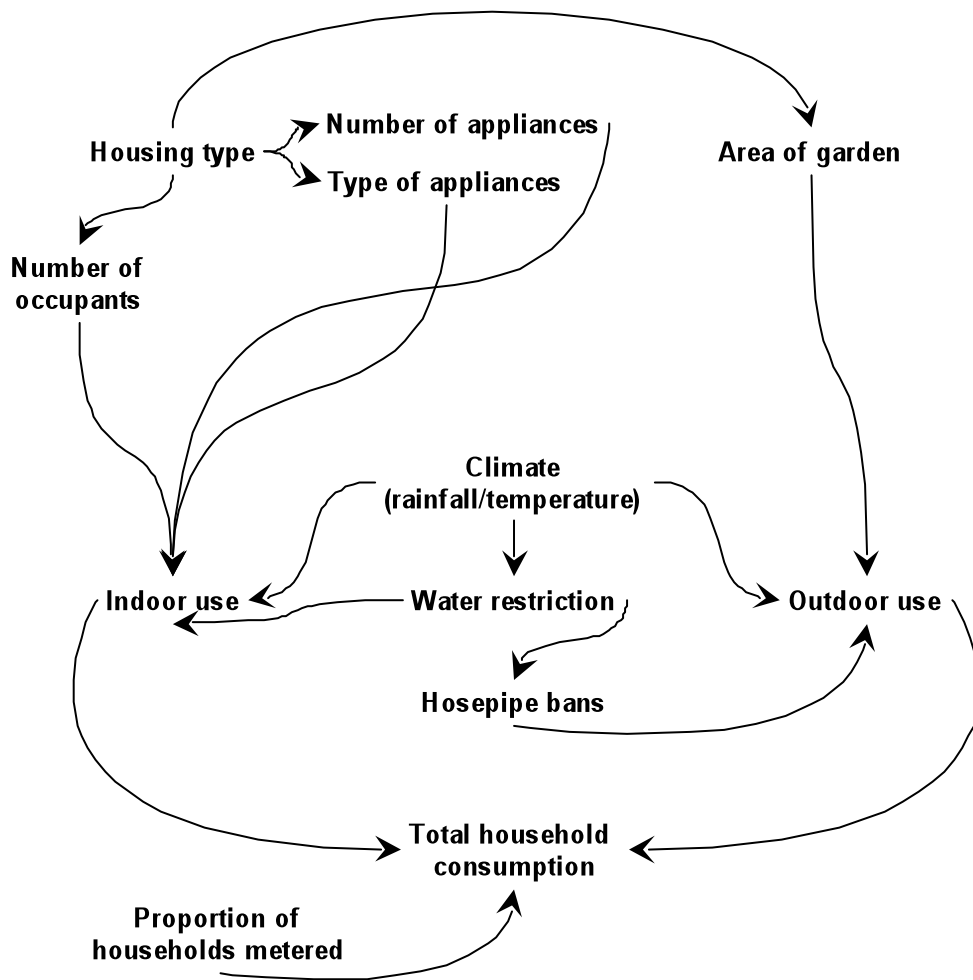 Number of appliances
Housing type
Area of garden
Type of appliances
Number of
occupants
Climate
(rainfall/temperature)
Indoor use
Water restriction
Outdoor use
Hosepipe bans
Total household
consumption
Proportion of
households metered